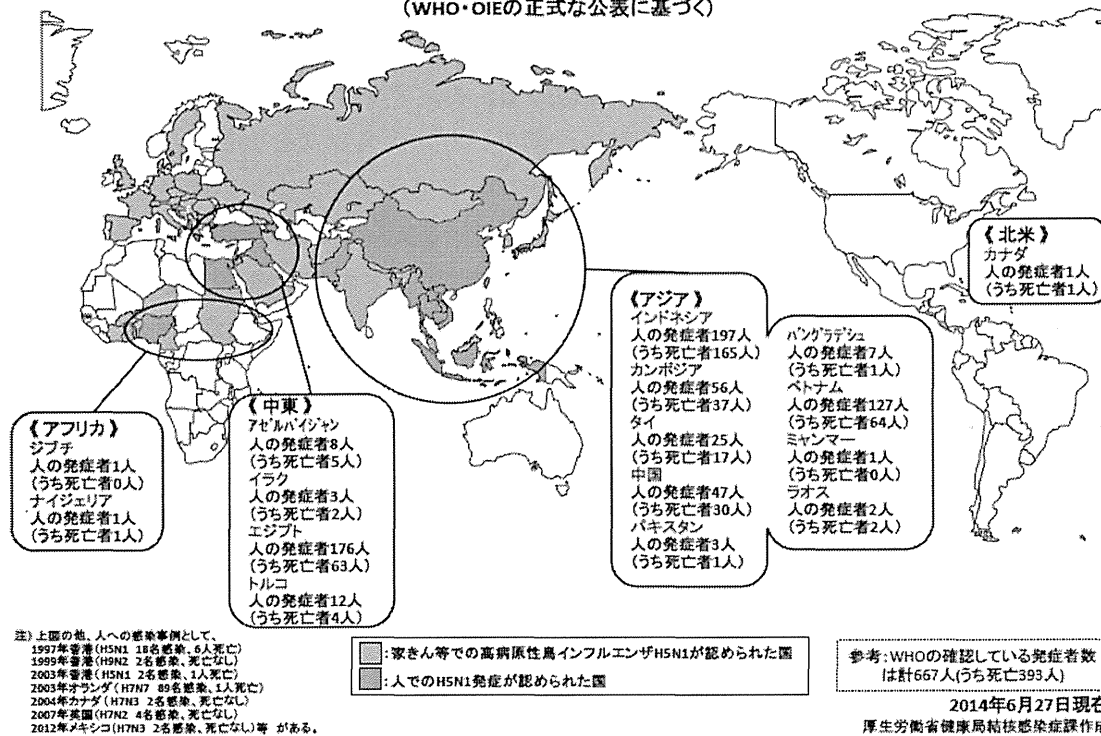 (WHO・OIEの正式な公表に基づく)
《北米》
カナダ
人の発症者1人
(うち死亡者1人)
《アジア》
インドネシア
人の発症者197人
(うち死亡者165人)
カンボジア
人の発症者56人
(うち死亡者37人)
タイ
人の発症者25人
(うち死亡者17人)
中国
人の発症者47人
(うち死亡者30人)
パキスタン
人の発症者3人
(うち死亡者1人)
バングラデシュ
人の発症者7人
(うち死亡者1人)
ベトナム
人の発症者127人
(うち死亡者64人)
ミャンマー
人の発症者1人
(うち死亡者0人)
ラオス
人の発症者2人
(うち死亡者2人)
《中東》
アゼルバイジャン
人の発症者8人
(うち死亡者5人)
イラク
人の発症者3人
(うち死亡者2人)
エジプト
人の発症者176人
(うち死亡者63人)
トルコ
人の発症者12人
(うち死亡者4人)
《アフリカ》
ジブチ
人の発症者1人
(うち死亡者0人)
ナイジェリア
人の発症者1人
(うち死亡者1人)
注)上図の他、人への感染事例として、
1997年香港(H5N1 18名感染、6人死亡)
1999年香港(H9N2 2名感染、死亡なし)
2003年香港(H5N1 2名感染、1人死亡)
2003年オランダ(H7N7 89名感染、1人死亡)
2004年カナダ(H7N3 2名感染、死亡なし)
2007年英国(H7N2 4名感染、死亡なし)
2012年メキシコ(H7N3 2名感染、死亡なし)等 がある。
:家きん等での高病原性鳥インフルエンザH5N1が認められた国
:人でのH5N1発症が認められた国
参考:WHOの確認している発症者数
は計667人(うち死亡393人)
2014年6月27日現在
厚生労働省健康局結核感染症課作成